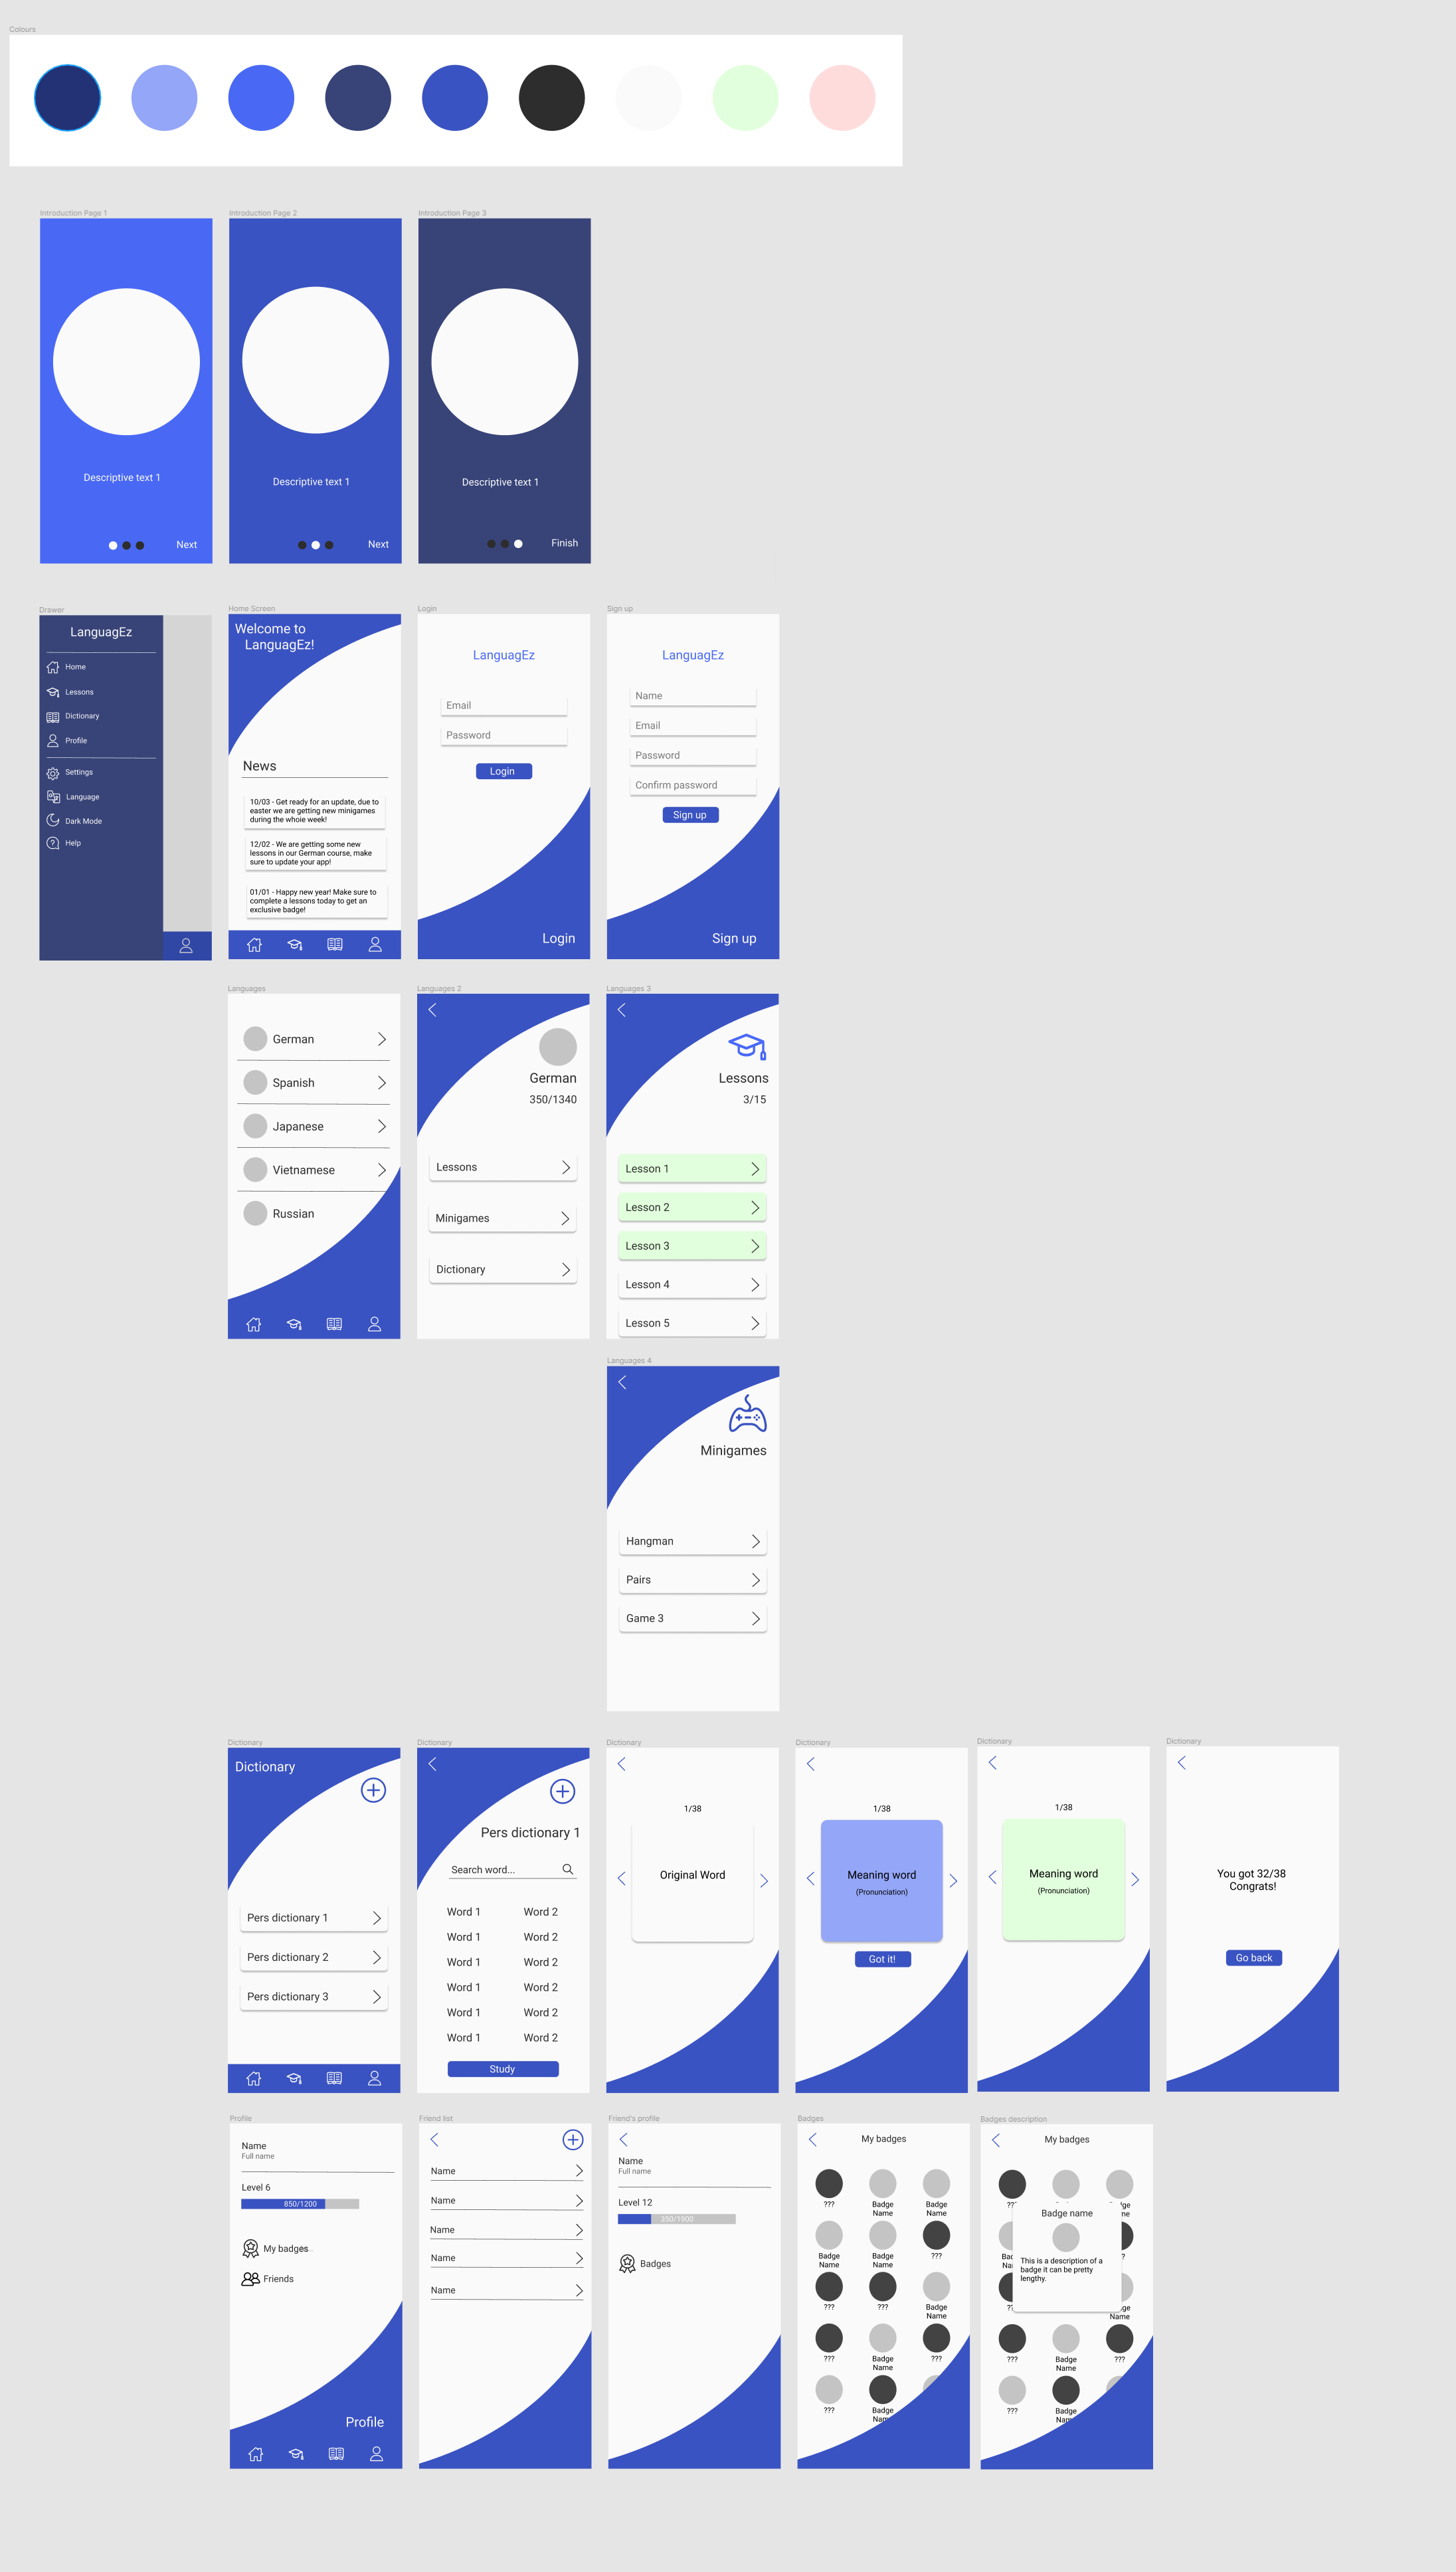 Colours
Introduction Page 1
Introduction Page 2
Introduction Page 3
Descriptive text 1
Next
Descriptive text 1
Next
Descriptive text 1
Finish
Drawer
LanguagEz
Home
Lessons
Dictionary
Profile
Settings
Language
Dark Mode
Help
Home Screen
Welcome to
LanguagEz!
News
10/03 - Get ready for an update, due to
easter we are getting new minigames
during the whole week!
12/02 - We are getting some new
lessons in our German course, make
sure to update your app!
01/01 - Happy new year! Make sure to
complete a lessons today to get an
exclusive badge!
Login
LanguagEz
Email
Password
Login
Login
Sign up
LanguagEz
Name
Email
Password
Confirm password
Sign up
Sign up
Languages
German
Spanish
Japanese
Vietnamese
Russian
Languages 2
German
350/1340
Lessons
Minigames
Dictionary
Languages 3
Lessons
3/15
Lesson 1
Lesson 2
Lesson 3
Lesson 4
Lesson 5
Languages 4
Minigames
Hangman
Pairs
Game 3
Dictionary
Dictionary
Pers dictionary 1
Pers dictionary 2
Pers dictionary 3
Dictionary
Pers dictionary 1
Search word...
Word 1 Word 2
Word 1 Word 2
Word 1 Word 2
Word 1 Word 2
Word 1 Word 2
Word 1 Word 2
Study
Dictionary
1/38
Original Word
Dictionary
1/38
Meaning word
(Pronunciation)
Got it!
Dictionary
1/38
Meaning word
(Pronunciation)
Dictionary
You got 32/38
Congrats!
Go back
Profile
Name
Full name
Level 6
850/1200
My badges
Friends
Profile
Friend list
Name
Name
Name
Name
Name
Friend's profile
Name
Full name
Level 12
350/1900
Badges
Badges
My badges
??? Badge Badge
Name Name
Badge Badge ???
Name Name
??? ??? Badge
Name
??? Badge ???
Name
??? Badge
Name
Badges description
My badges
Badge name
This is a description of a
badge it can be pretty
lengthy.
Name
??? Badge ???
Name
??? Badge
Name